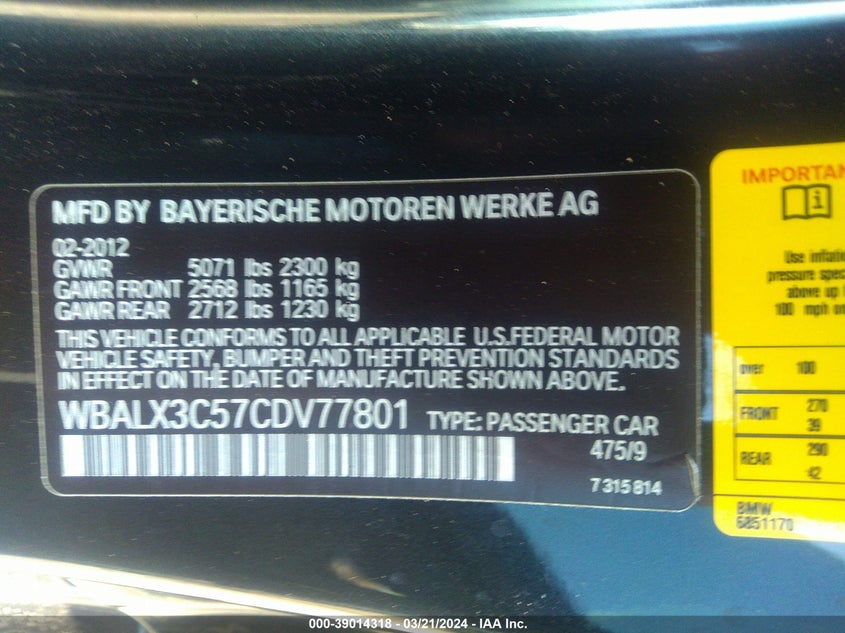 MFD BY BAYERISCHE MOTOREN WERKE AG
02-2012
GVWR 5071 lbs 2300 kg
GAWR FRONT 2568 lbs 1165 kg
GAWR REAR 2712 lbs 1230 kg
THIS VEHICLE CONFORMS TO ALL APPLICABLE U.S.FEDERAL MOTOR
VEHICLE SAFETY, BUMPER AND THEFT PREVENTION STANDARDS
IN EFFECT ON THE DATE OF MANUFACTURE SHOWN ABOVE.
WBALX3C57CDV77801 TYPE: PASSENGER CAR
475/9
7315814
IMPORTAN
i
Use inflatio
pressure spec
above up
100 mph o
over 100
FRONT 270
39
REAR 290
42
BMW
6851170
000-39014318 / 03/21/2024 - IAA Inc.